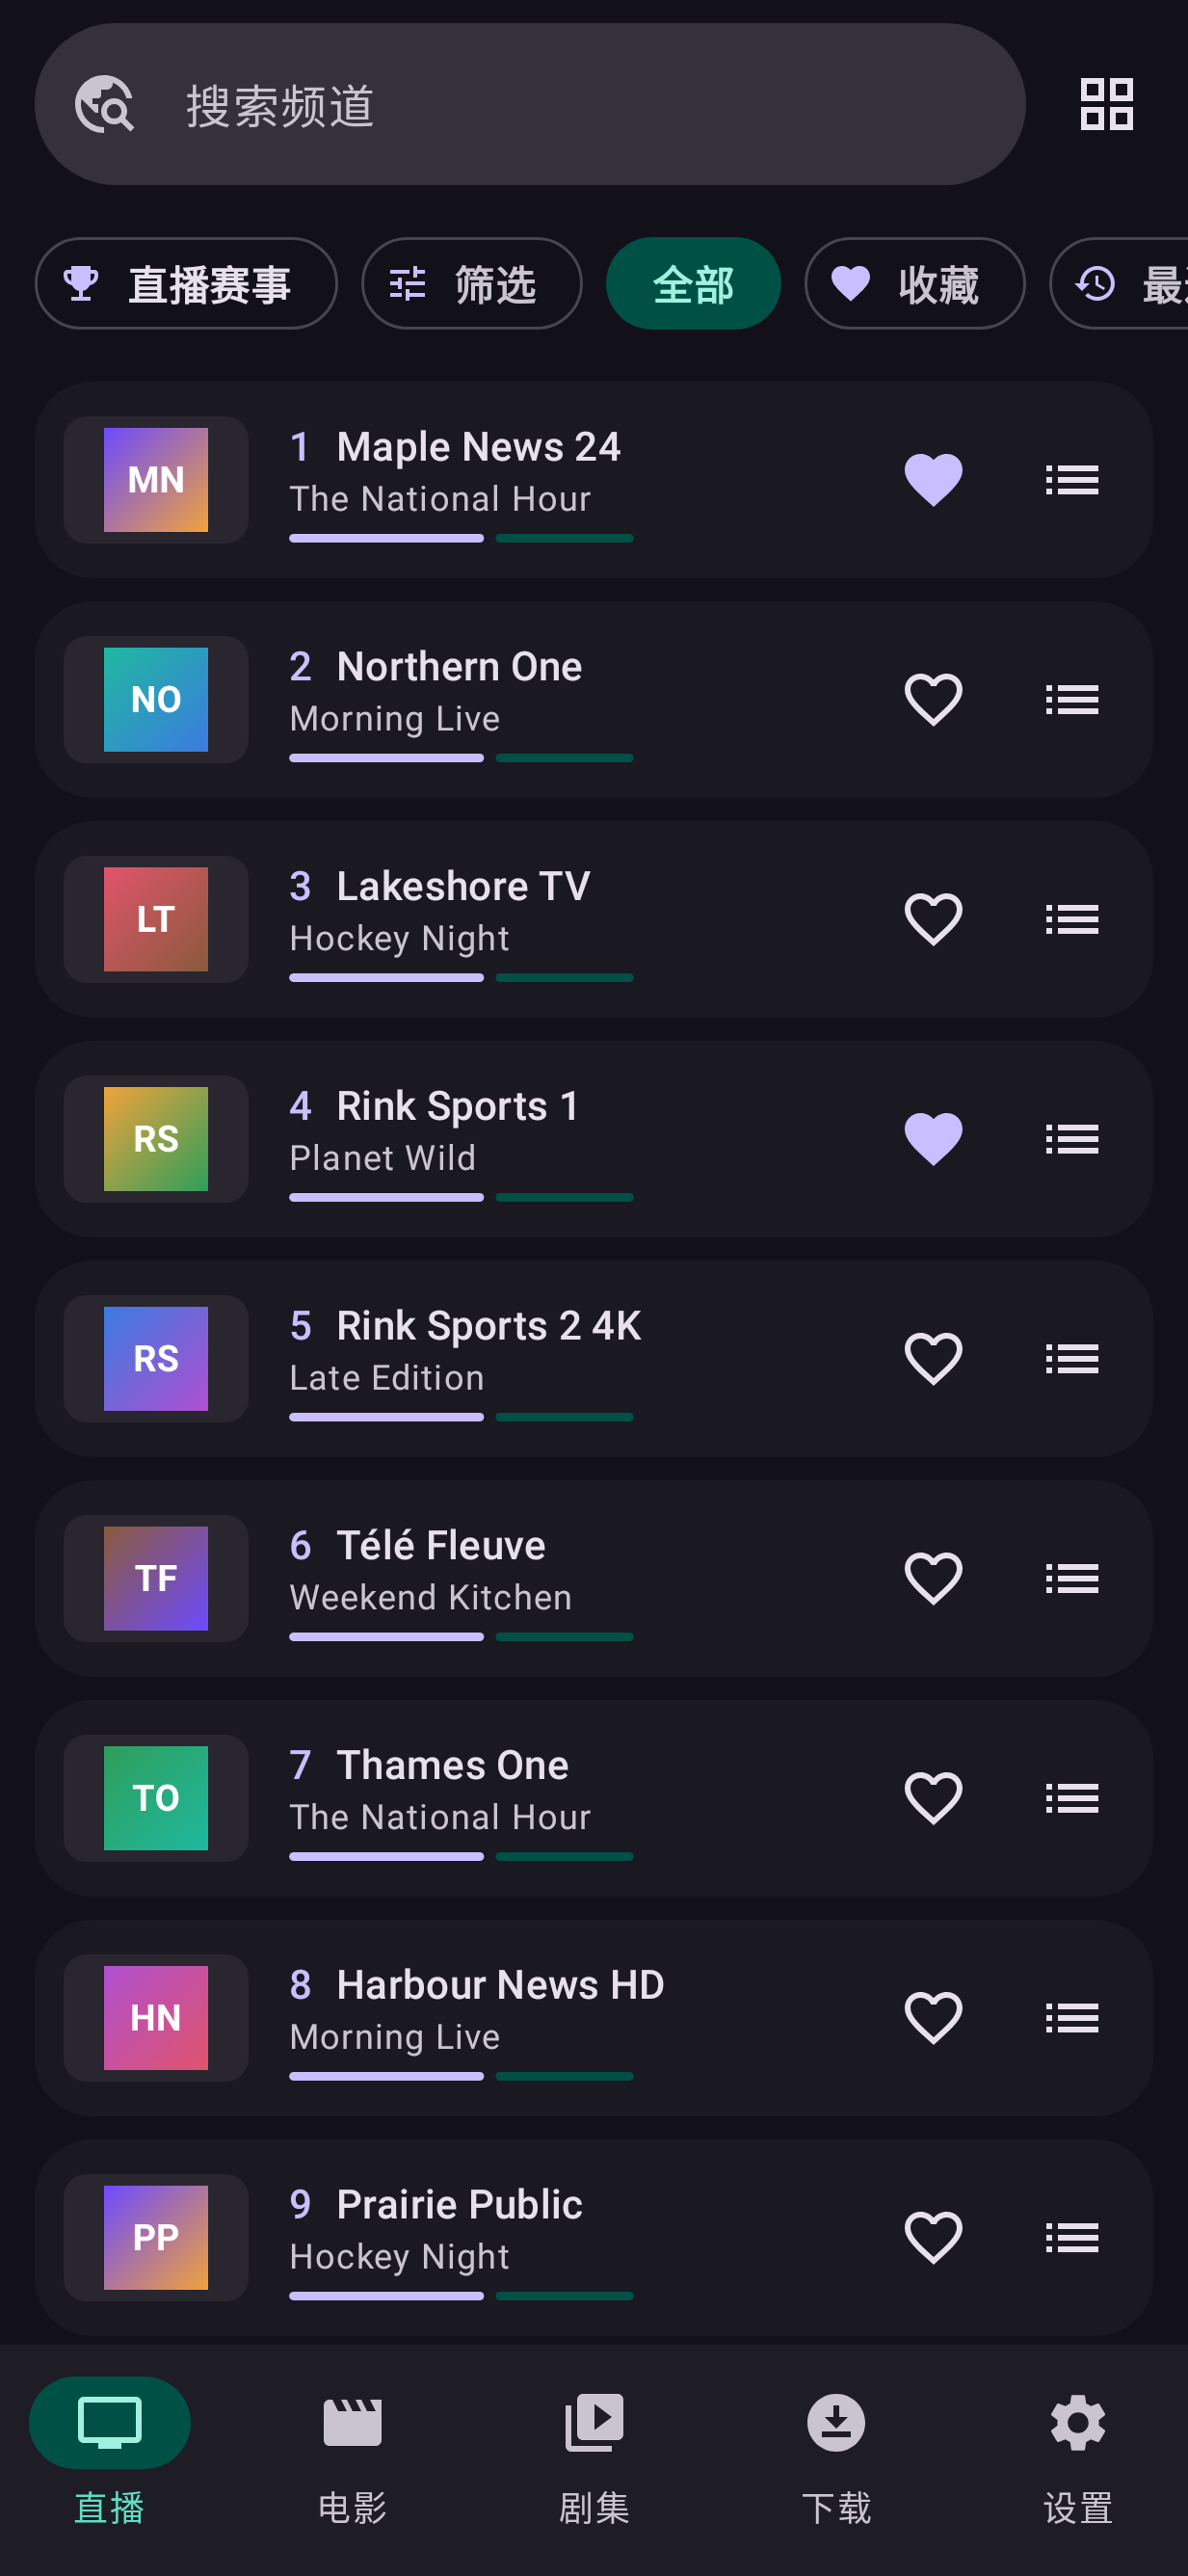 搜索频道
直播赛事 筛选 全部 收藏
MN 1 Maple News 24
The National Hour
NO 2 Northern One
Morning Live
LT 3 Lakeshore TV
Hockey Night
RS 4 Rink Sports 1
Planet Wild
RS 5 Rink Sports 2 4K
Late Edition
TF 6 Télé Fleuve
Weekend Kitchen
TO 7 Thames One
The National Hour
HN 8 Harbour News HD
Morning Live
PP 9 Prairie Public
Hockey Night
直播 电影 剧集 下载 设置